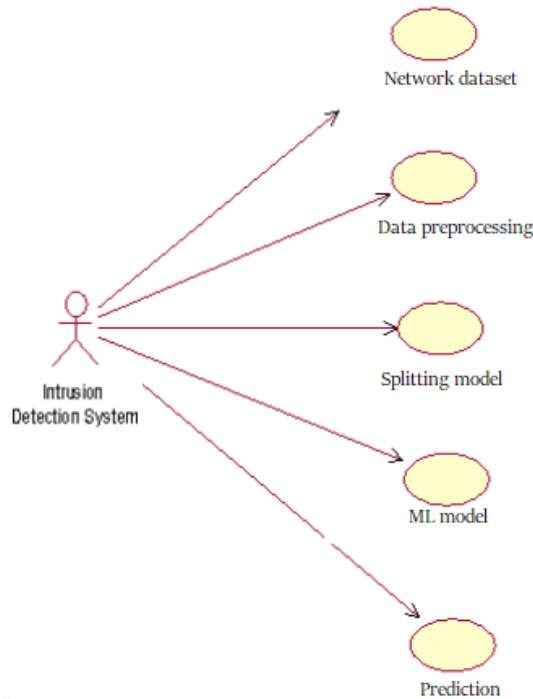 Network dataset
Data preprocessing
Splitting model
Intrusion
Detection System
ML model
Prediction